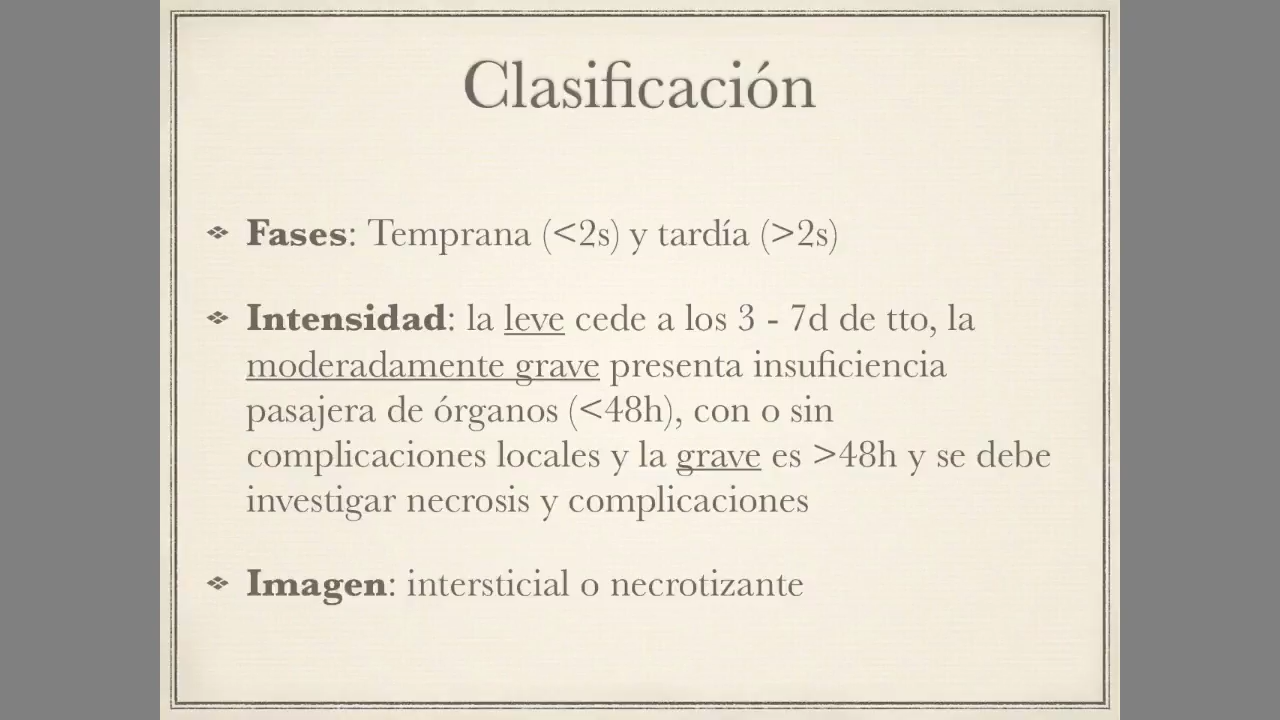 Clasificación
Fases: Temprana (<2s) y tardía (>2s)
Intensidad: la leve cede a los 3 - 7d de tto, la
moderadamente grave presenta insuficiencia
pasajera de órganos (<48h), con o sin
complicaciones locales y la grave es >48h y se debe
investigar necrosis y complicaciones
Imagen: intersticial o necrotizante